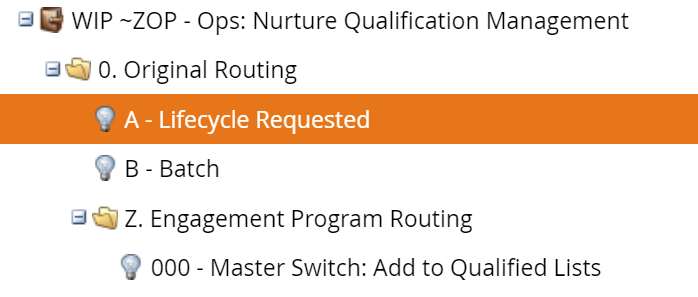 WIP ~ZOP - Ops: Nurture Qualification Management
0. Original Routing
A - Lifecycle Requested
B - Batch
Z. Engagement Program Routing
000 - Master Switch: Add to Qualified Lists